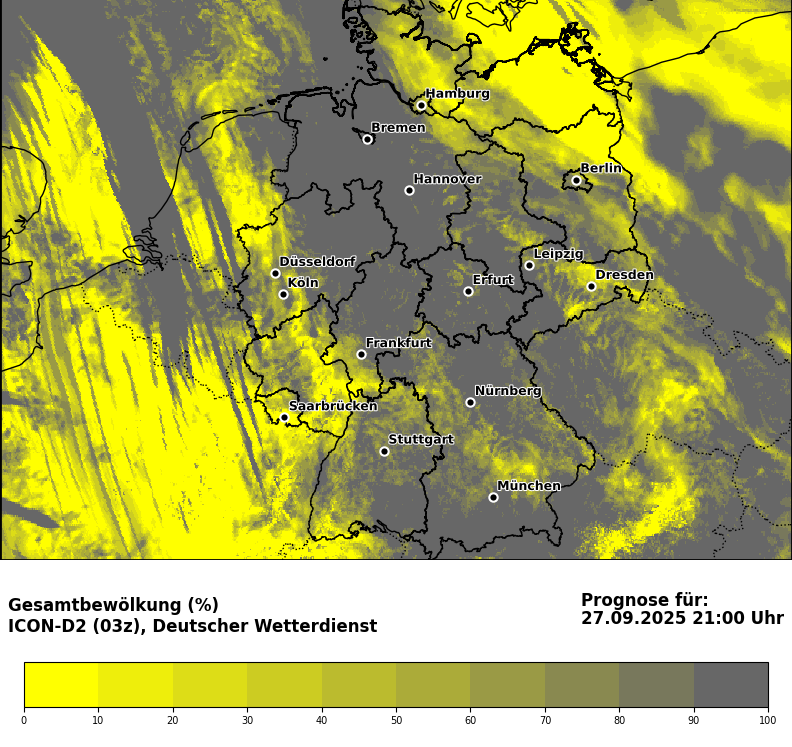 Hamburg
Bremen
Berlin
Hannover
Leipzig
Düsseldorf
Dresden
Erfurt
Köln
Frankfurt
Nürnberg
Saarbrücken
Stuttgart
München
Gesamtbewölkung (%)
ICON-D2 (03z), Deutscher Wetterdienst
Prognose für:
27.09.2025 21:00 Uhr
0 10 20 30 40 50 60 70 80 90 100